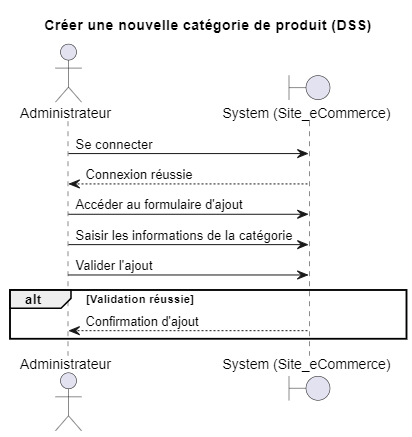 Créer une nouvelle catégorie de produit (DSS)
Administrateur System (Site_eCommerce)
Se connecter
Connexion réussie
Accéder au formulaire d'ajout
Saisir les informations de la catégorie
Valider l'ajout
alt [Validation réussie]
Confirmation d'ajout
Administrateur System (Site_eCommerce)